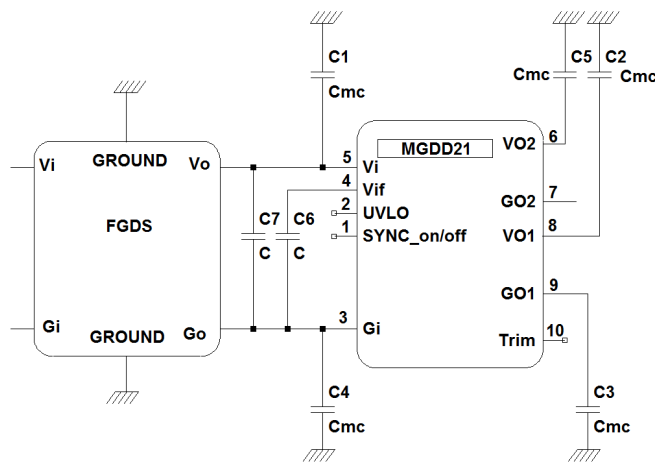 C1
C5
C2
Cmc
Cmc
Cmc
MGDD21
6
VO2
Vi
GROUND
Vo
5
Vi
4
Vif
7
GO2
C7
C6
2
UVLO
FGDS
8
VO1
C
C
1
SYNC_on/off
9
GO1
Gi
GROUND
Go
3
Gi
10
Trim
C4
Cmc
C3
Cmc